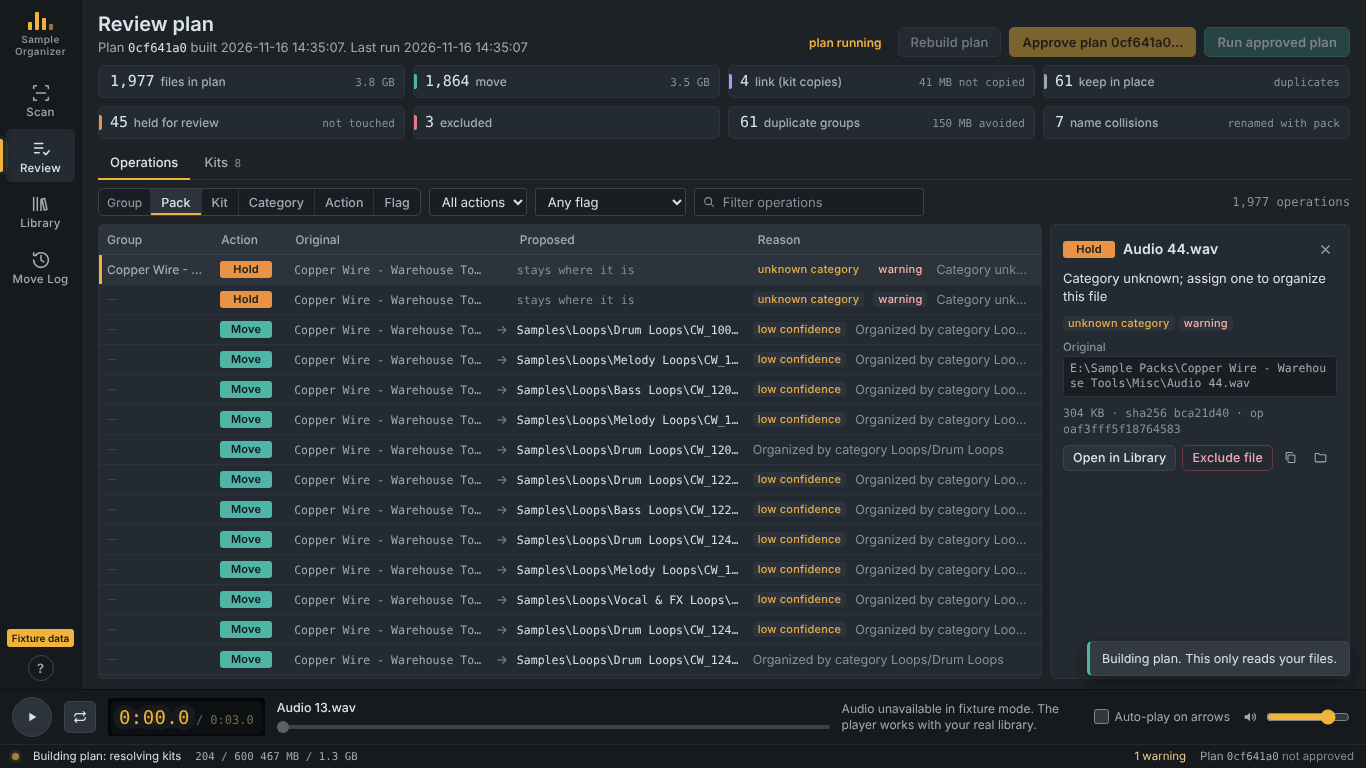 Sample
Organizer
Scan
Review
Library
Move Log
Fixture data
?
Review plan
Plan 0cf641a0 built 2026-11-16 14:35:07. Last run 2026-11-16 14:35:07
plan running
Rebuild plan
Approve plan 0cf641a0...
Run approved plan
1,977 files in plan 3.8 GB
1,864 move 3.5 GB
4 link (kit copies) 41 MB not copied
61 keep in place duplicates
45 held for review not touched
3 excluded
61 duplicate groups 150 MB avoided
7 name collisions renamed with pack
Operations Kits 8
Group Pack Kit Category Action Flag All actions Any flag Filter operations 1,977 operations
Group Action Original Proposed Reason
Copper Wire - ... Hold Copper Wire - Warehouse To… stays where it is unknown category warning Category unk...
— Hold Copper Wire - Warehouse To… stays where it is unknown category warning Category unk...
— Move Copper Wire - Warehouse To… → Samples\Loops\Drum Loops\CW_100… low confidence Organized by category Loo...
— Move Copper Wire - Warehouse To… → Samples\Loops\Melody Loops\CW_1… low confidence Organized by category Loo...
— Move Copper Wire - Warehouse To… → Samples\Loops\Bass Loops\CW_120… low confidence Organized by category Loo...
— Move Copper Wire - Warehouse To… → Samples\Loops\Melody Loops\CW_1… low confidence Organized by category Loo...
— Move Copper Wire - Warehouse To… → Samples\Loops\Drum Loops\CW_120… Organized by category Loops/Drum Loops
— Move Copper Wire - Warehouse To… → Samples\Loops\Drum Loops\CW_122… low confidence Organized by category Loo...
— Move Copper Wire - Warehouse To… → Samples\Loops\Bass Loops\CW_122… low confidence Organized by category Loo...
— Move Copper Wire - Warehouse To… → Samples\Loops\Drum Loops\CW_124… low confidence Organized by category Loo...
— Move Copper Wire - Warehouse To… → Samples\Loops\Melody Loops\CW_1… low confidence Organized by category Loo...
— Move Copper Wire - Warehouse To… → Samples\Loops\Vocal & FX Loops\… low confidence Organized by category Loo...
— Move Copper Wire - Warehouse To… → Samples\Loops\Drum Loops\CW_124… low confidence Organized by category Loo...
— Move Copper Wire - Warehouse To… → Samples\Loops\Drum Loops\CW_124… Organized by category Loops/Drum Loops
Hold Audio 44.wav
Category unknown; assign one to organize
this file
unknown category warning
Original
E:\Sample Packs\Copper Wire - Warehou
se Tools\Misc\Audio 44.wav
304 KB · sha256 bca21d40 · op
oaf3fff5f18764583
Open in Library Exclude file
Building plan. This only reads your files.
0:00.0 / 0:03.0
Audio 13.wav
Audio unavailable in fixture mode. The
player works with your real library.
Auto-play on arrows
Building plan: resolving kits 204 / 600 467 MB / 1.3 GB
1 warning Plan 0cf641a0 not approved